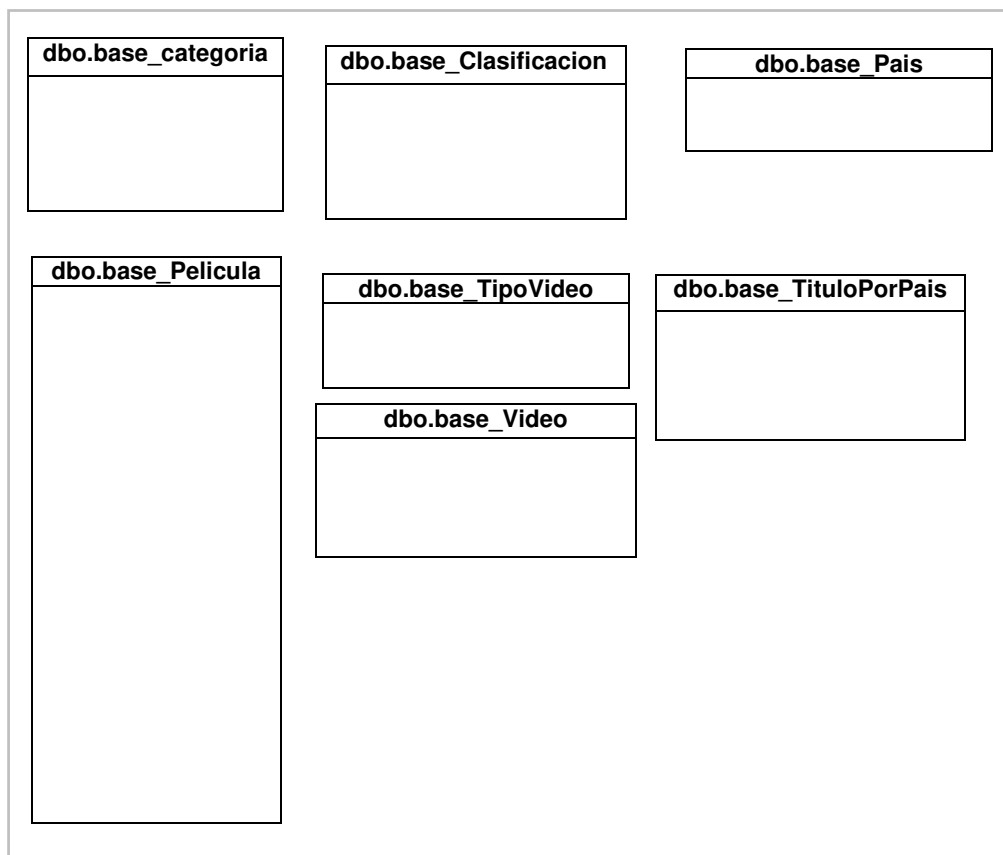 dbo.base_categoria
dbo.base_Clasificacion
dbo.base_Pais
dbo.base_Pelicula
dbo.base_TipoVideo
dbo.base_TituloPorPais
dbo.base_Video